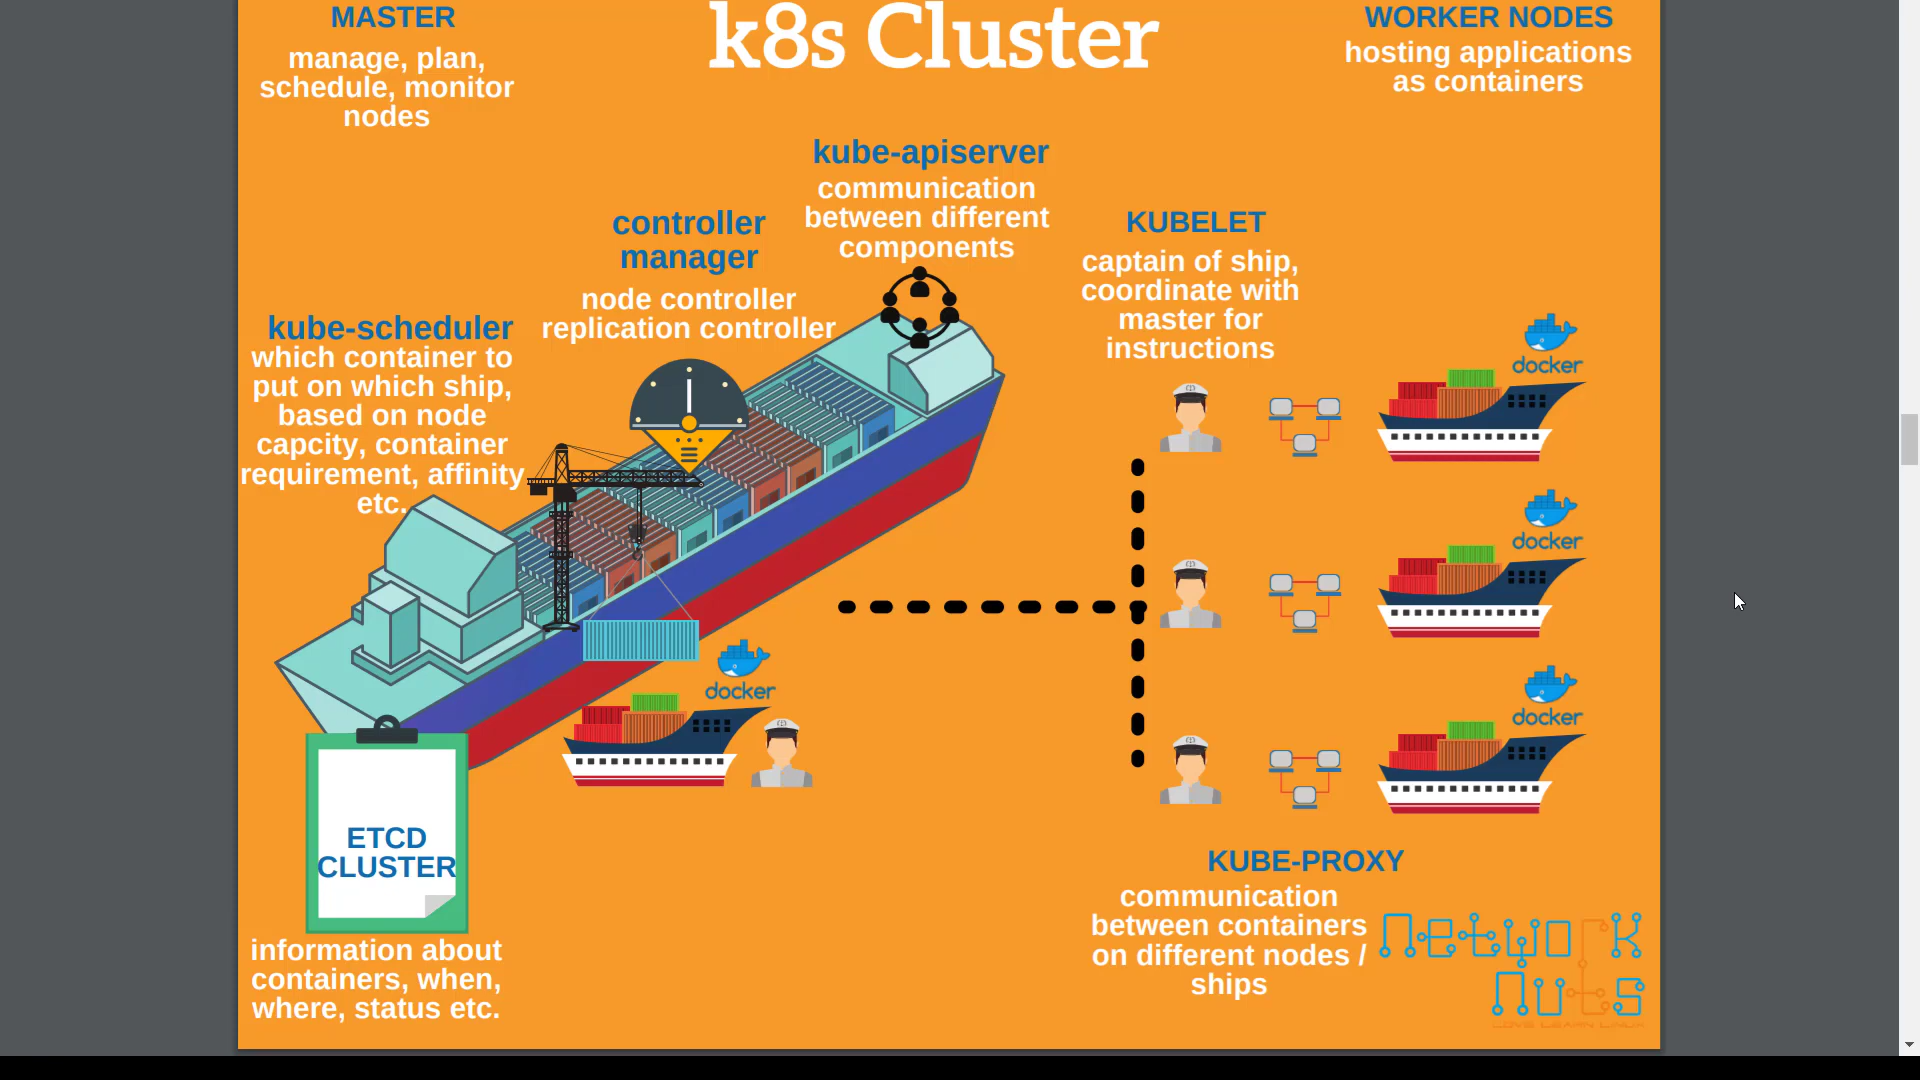 MASTER
manage, plan,
schedule, monitor
nodes
k8s Cluster
WORKER NODES
hosting applications
as containers
kube-apiserver
communication
between different
components
controller
manager
node controller
replication controller
KUBELET
captain of ship,
coordinate with
master for
instructions
kube-scheduler
which container to
put on which ship,
based on node
capcity, container
requirement, affinity
etc.
docker
docker
docker
docker
ETCD
CLUSTER
information about
containers, when,
where, status etc.
KUBE-PROXY
communication
between containers
on different nodes /
ships
network
nuts
LOVE LEARN LINUX